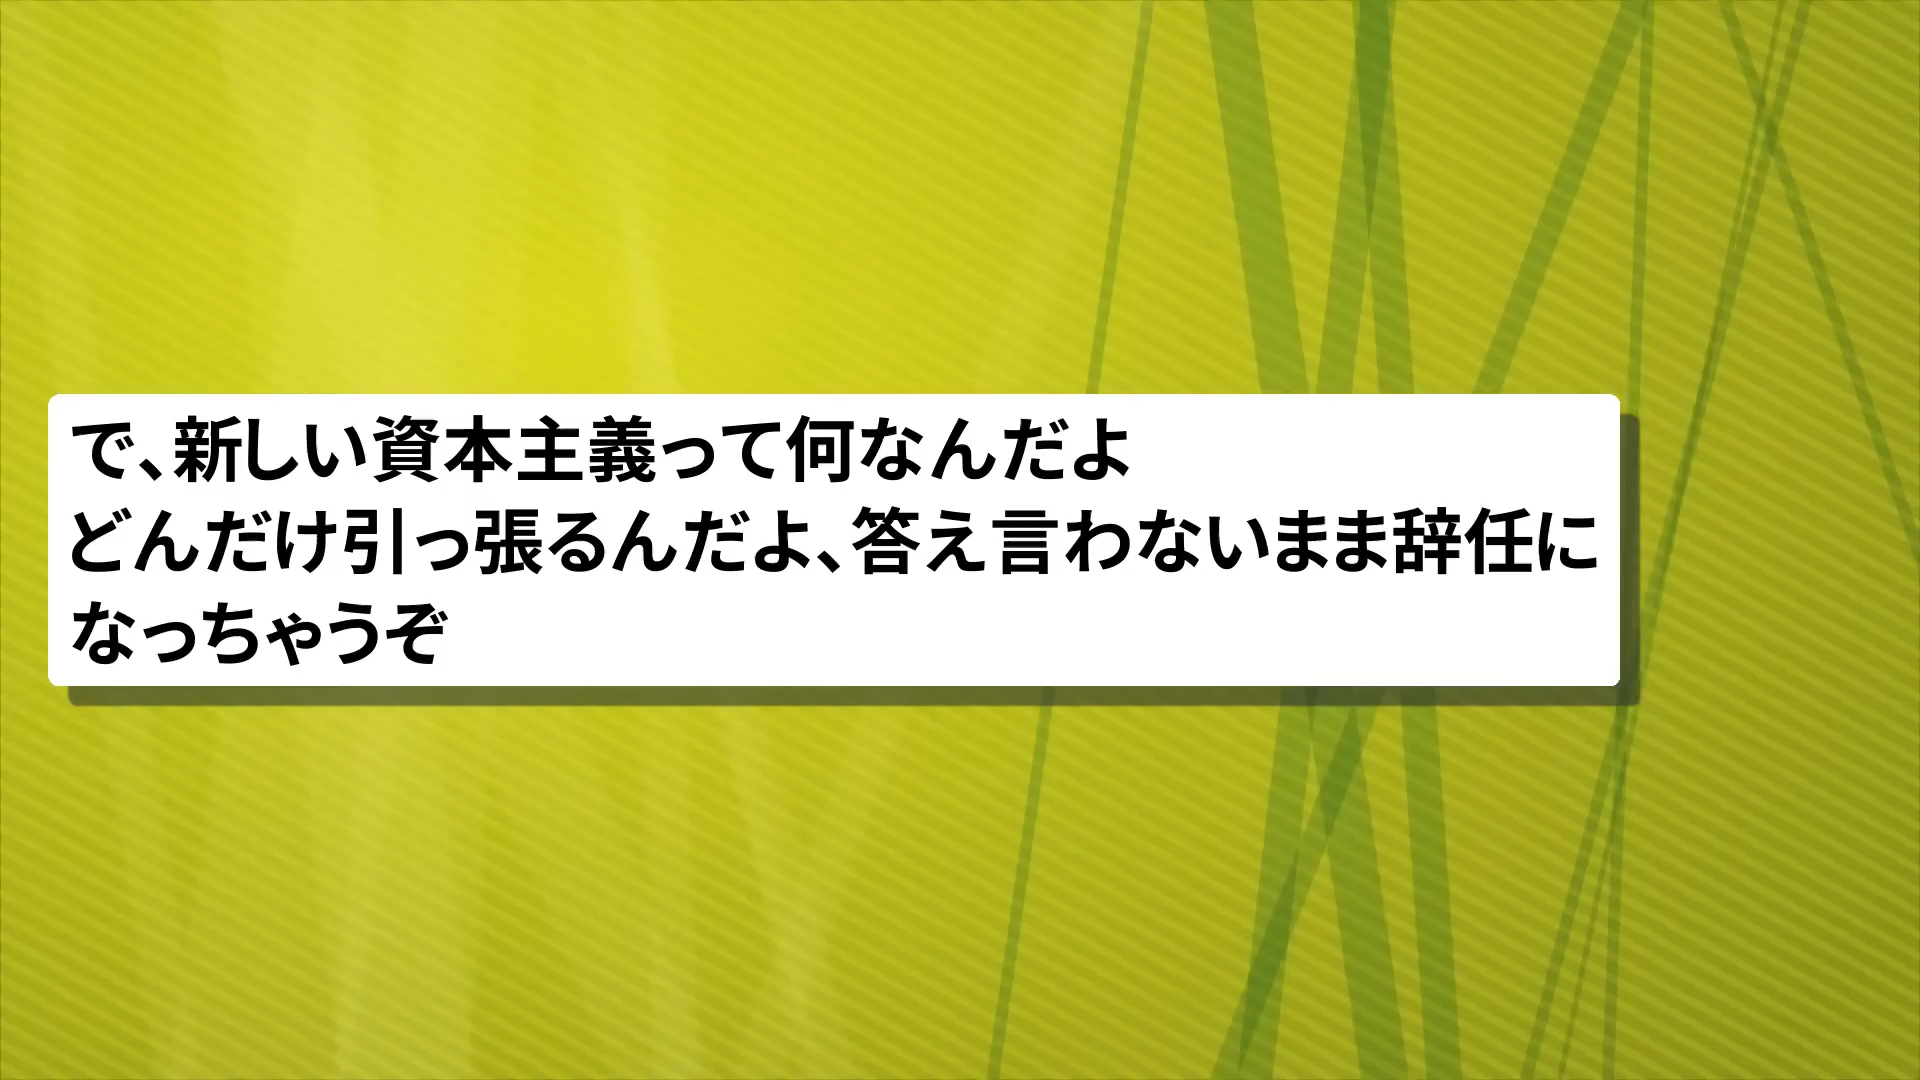 で、新しい資本主義って何なんだよ
どんだけ引っ張るんだよ、答え言わないまま辞任に
なっちゃうぞ